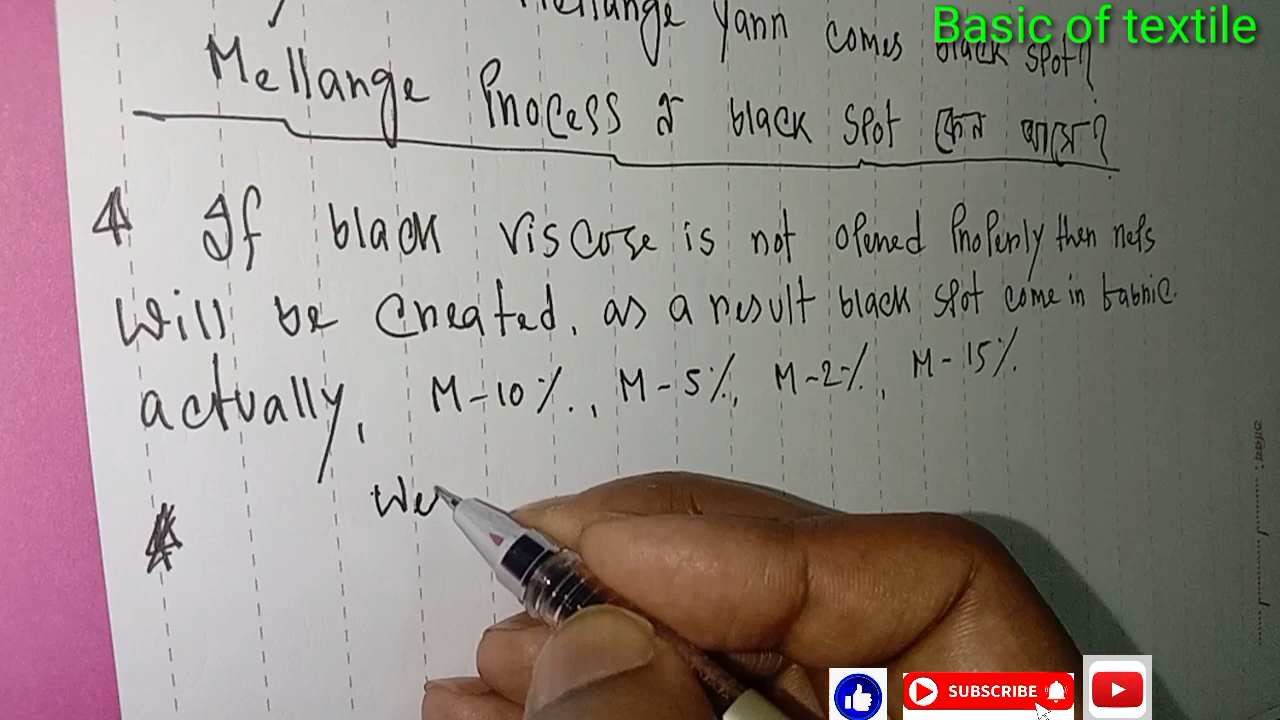 Mellange Yarn comes black spot?
Basic of textile
Mellange Process এ black spot কেন আসে?
If black viscose is not opened Properly then neps
will be created. as a result black spot come in fabric.
actually, M-10%., M-5%, M-2%, M-15%.
We
SUBSCRIBE